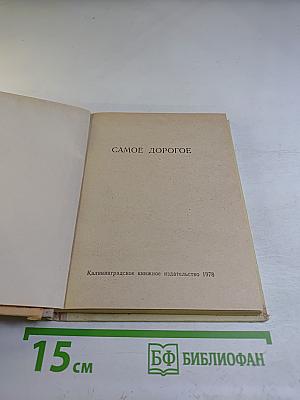 САМОЕ ДОРОГОЕ
Калининградское книжное издательство 1978
15 см
БФ БИБЛИОФАН